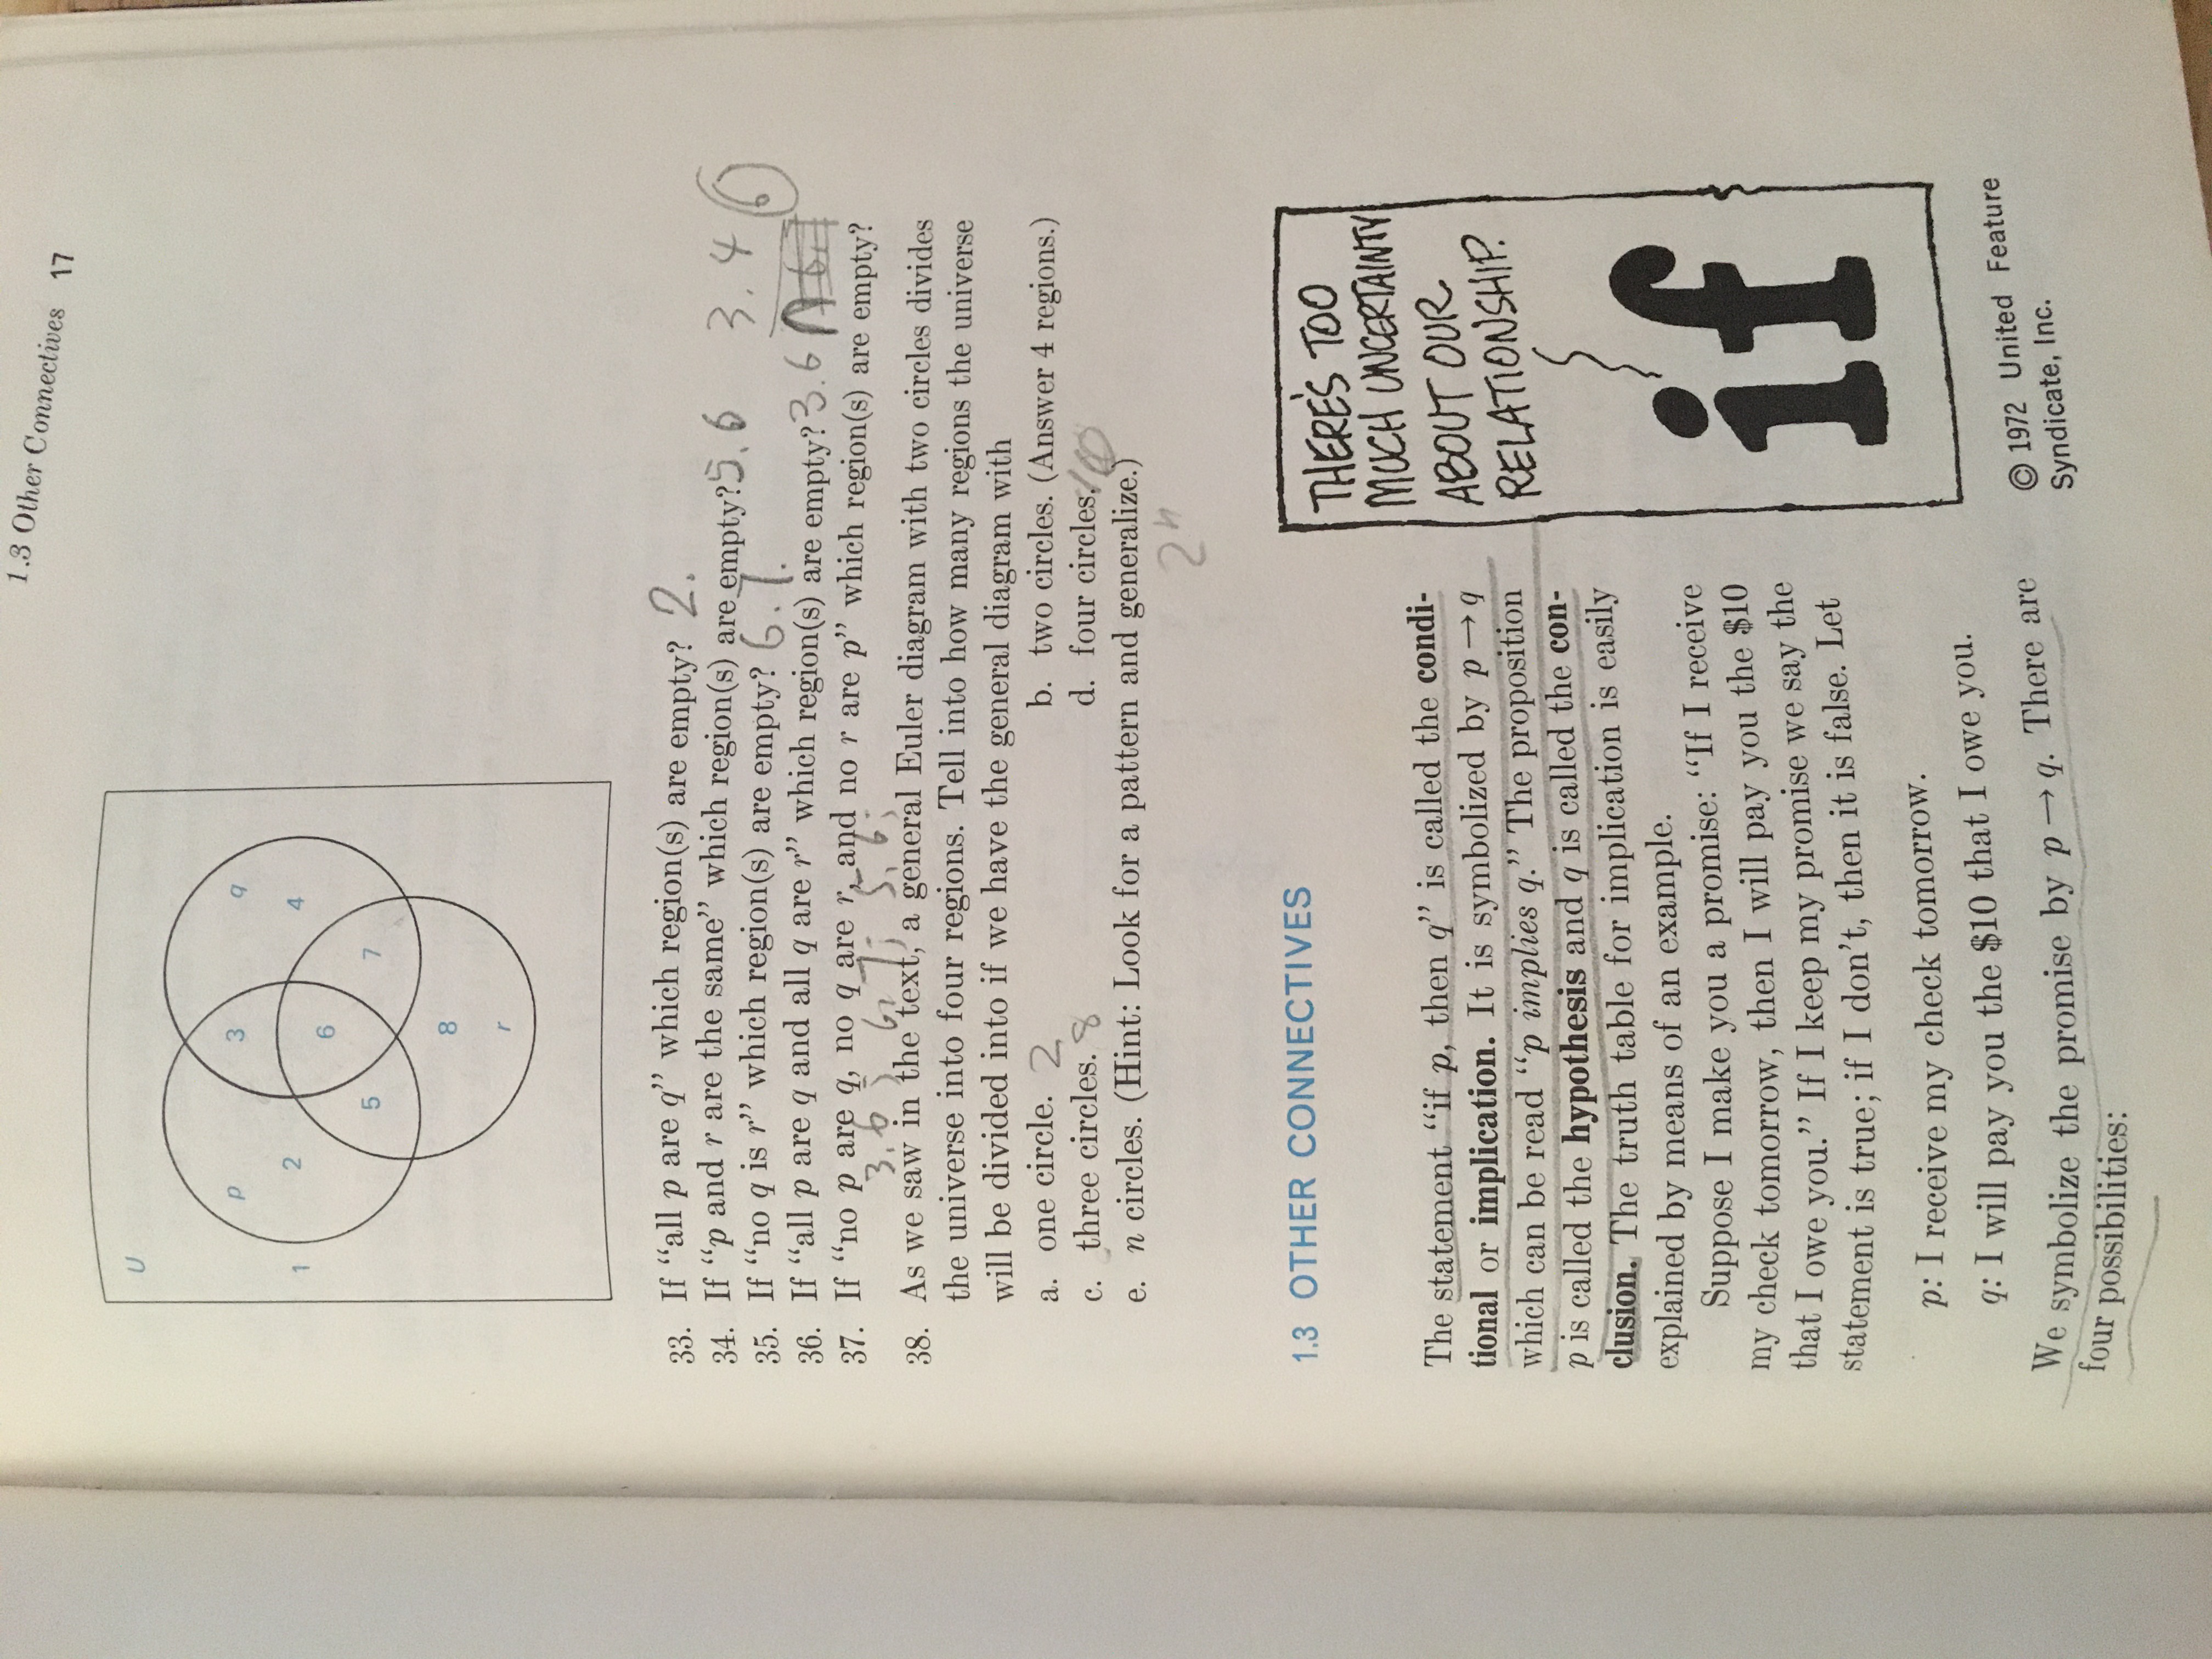 1.3 Other Connectives 17
U
p
3
q
1
2
4
6
5
7
8
r
33. If “all p are q” which region(s) are empty? 2.
34. If “p and r are the same” which region(s) are empty? 5. 6 3. 4 6
35. If “no q is r” which region(s) are empty? 6. 7.
36. If “all p are q and all q are r” which region(s) are empty? 3. 6
37. If “no p are q, no q are r, and no r are p” which region(s) are empty?
3. 6; 6, 7; 5, 6;
38. As we saw in the text, a general Euler diagram with two circles divides
the universe into four regions. Tell into how many regions the universe
will be divided into if we have the general diagram with
a. one circle. 2 b. two circles. (Answer 4 regions.)
c. three circles. 8 d. four circles.
e. n circles. (Hint: Look for a pattern and generalize.)
2ⁿ
1.3 OTHER CONNECTIVES
The statement “if p, then q” is called the condi-
tional or implication. It is symbolized by p → q
which can be read “p implies q.” The proposition
p is called the hypothesis and q is called the con-
clusion. The truth table for implication is easily
explained by means of an example.
Suppose I make you a promise: “If I receive
my check tomorrow, then I will pay you the $10
that I owe you.” If I keep my promise we say the
statement is true; if I don’t, then it is false. Let
p: I receive my check tomorrow.
q: I will pay you the $10 that I owe you.
We symbolize the promise by p → q. There are
four possibilities:
THERE'S TOO
MUCH UNCERTAINTY
ABOUT OUR
RELATIONSHIP.
if
© 1972 United Feature
Syndicate, Inc.